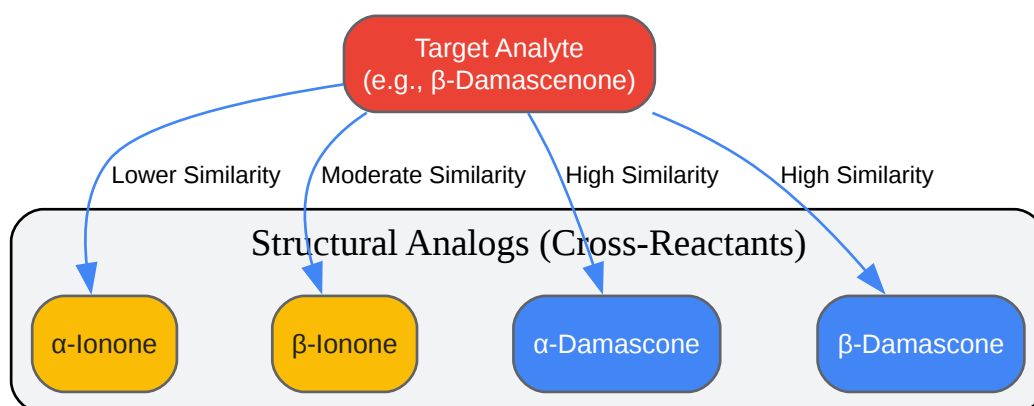 Target Analyte
(e.g., β-Damascenone)
Lower Similarity
Moderate Similarity
High Similarity
High Similarity
Structural Analogs (Cross-Reactants)
α-Ionone
β-Ionone
α-Damascone
β-Damascone